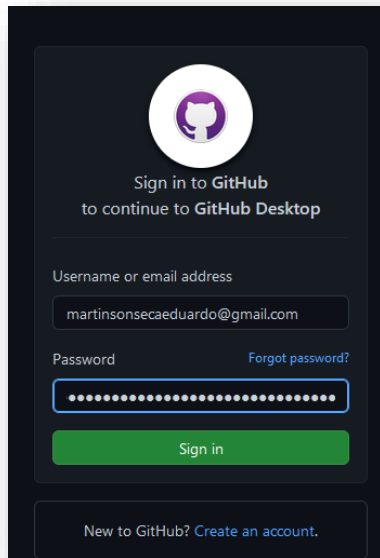 Sign in to GitHub
to continue to GitHub Desktop
Username or email address
martinsonsecaeduardo@gmail.com
Password Forgot password?
●●●●●●●●●●●●●●●●●●●●●●●●●●●●●●●
Sign in
New to GitHub? Create an account.